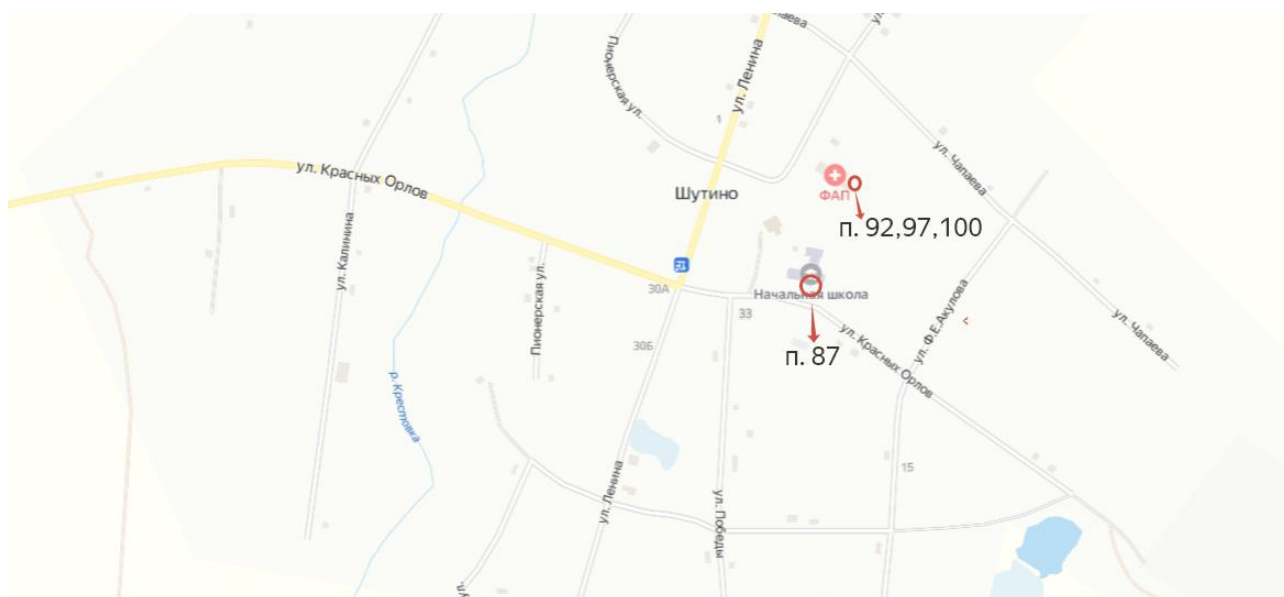 Чапаева
ул.
Пионерская ул.
ул. Ленина
1
ул. Чапаева
ул. Красных Орлов
Шутино
ФАП
п. 92,97,100
ул. Калинина
Пионерская ул.
30А
Начальная школа
33
ул. Ф.Е.Акулова
ул. Чапаева
30Б
п. 87
ул. Красных Орлов
р. Крестовка
15
ул. Ленина
ул. Победы